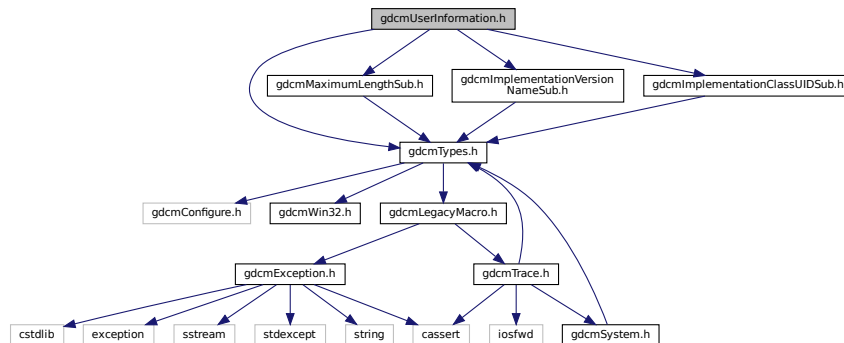 gdcmUserInformation.h
gdcmMaximumLengthSub.h
gdcmImplementationVersion
NameSub.h
gdcmImplementationClassUIDSub.h
gdcmTypes.h
gdcmConfigure.h
gdcmWin32.h
gdcmLegacyMacro.h
gdcmException.h
gdcmTrace.h
cstdlib
exception
sstream
stdexcept
string
cassert
iosfwd
gdcmSystem.h